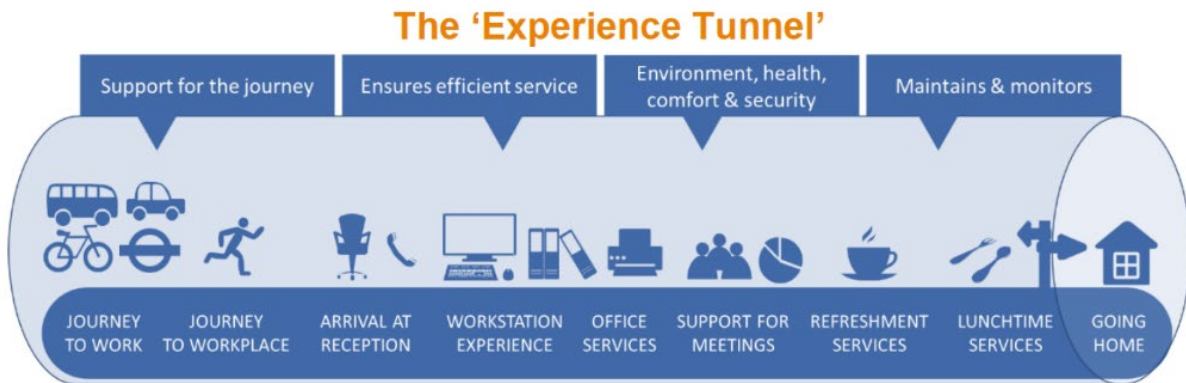 The ‘Experience Tunnel’
Support for the journey
Ensures efficient service
Environment, health,
comfort & security
Maintains & monitors
JOURNEY
TO WORK
JOURNEY
TO WORKPLACE
ARRIVAL AT
RECEPTION
WORKSTATION
EXPERIENCE
OFFICE
SERVICES
SUPPORT FOR
MEETINGS
REFRESHMENT
SERVICES
LUNCHTIME
SERVICES
GOING
HOME